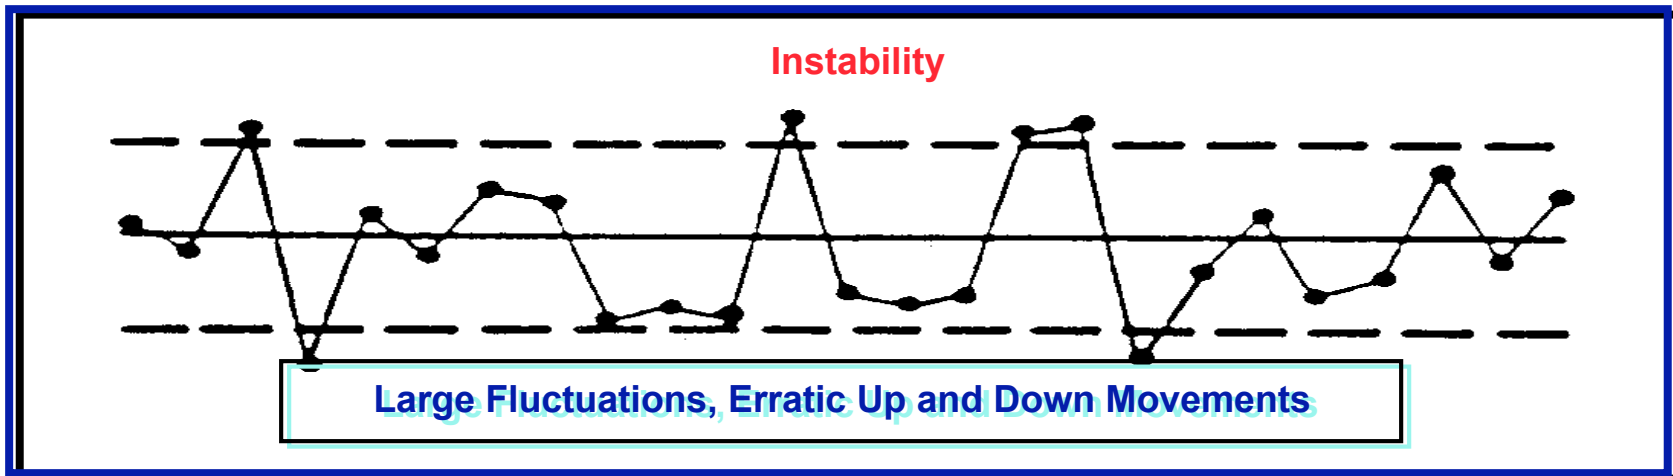 Instability
Large Fluctuations, Erratic Up and Down Movements